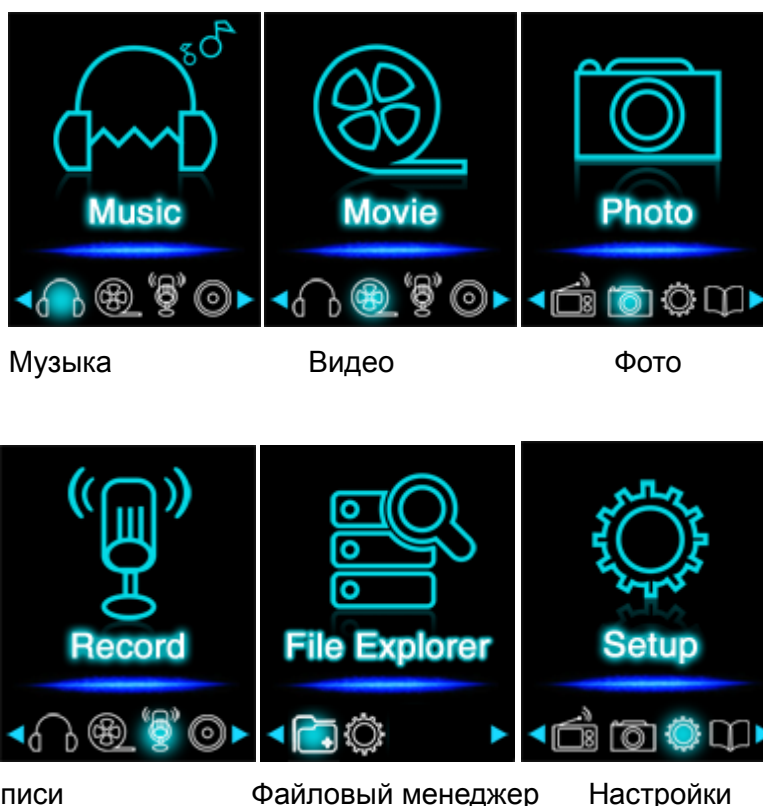 Music Movie Photo
Музыка Видео Фото
Record File Explorer Setup
писи Файловый менеджер Настройки